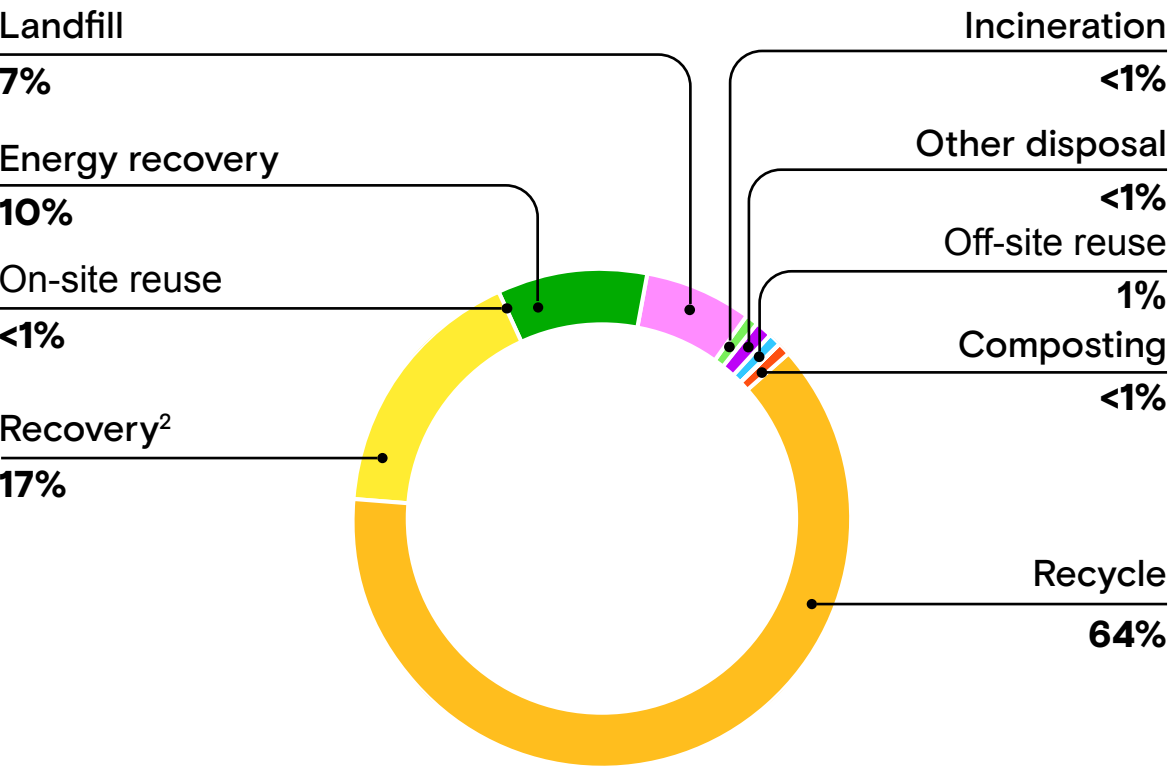 Landfill
7%
Energy recovery
10%
On-site reuse
<1%
Recovery²
17%
Incineration
<1%
Other disposal
<1%
Off-site reuse
1%
Composting
<1%
Recycle
64%